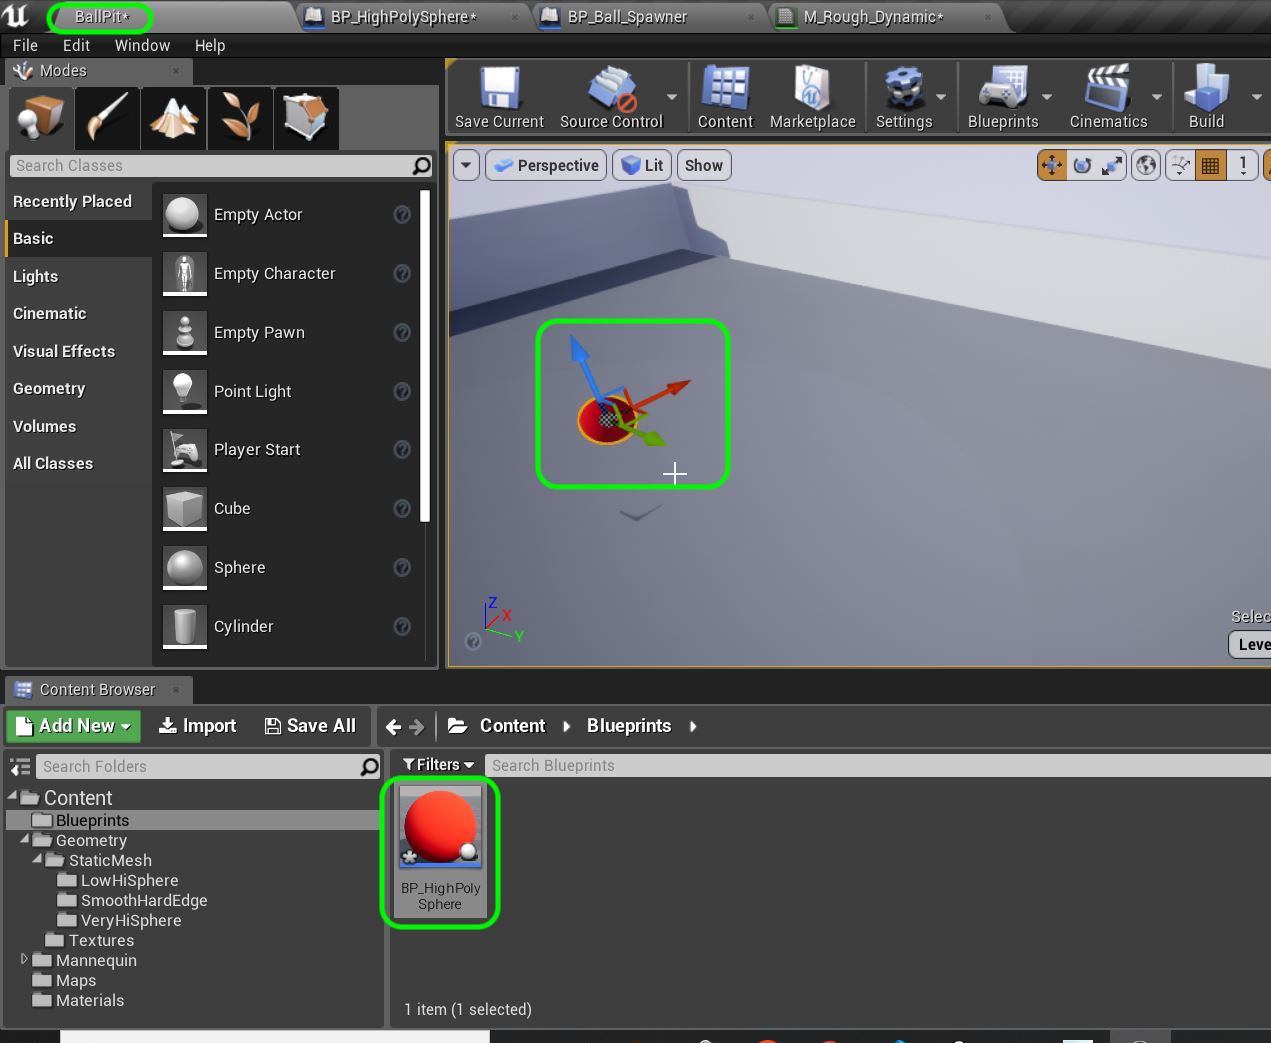 BallPit*
BP_HighPolySphere*
BP_Ball_Spawner
M_Rough_Dynamic*
File Edit Window Help
Modes
Save Current
Source Control
Content
Marketplace
Settings
Blueprints
Cinematics
Build
Search Classes
Recently Placed
Basic
Lights
Cinematic
Visual Effects
Geometry
Volumes
All Classes
Empty Actor
Empty Character
Empty Pawn
Point Light
Player Start
Cube
Sphere
Cylinder
Perspective
Lit
Show
1
Z
X
Y
Selec
Leve
Content Browser
Add New
Import
Save All
Content
Blueprints
Search Folders
Filters
Search Blueprints
Content
Blueprints
Geometry
StaticMesh
LowHiSphere
SmoothHardEdge
VeryHiSphere
Textures
Mannequin
Maps
Materials
BP_HighPoly
Sphere
1 item (1 selected)